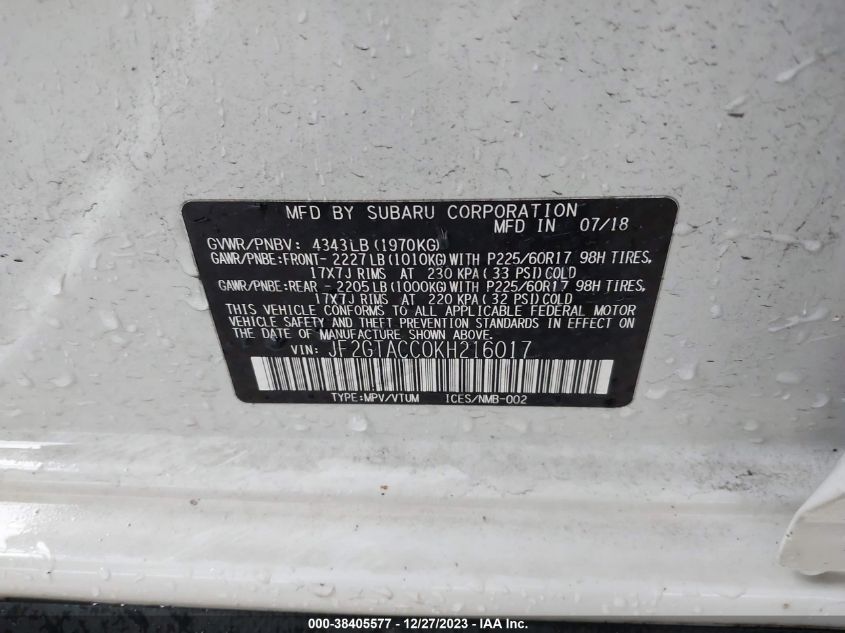 MFD BY SUBARU CORPORATION
MFD IN 07/18
GVWR/PNBV: 4343LB(1970KG)
GAWR/PNBE:FRONT- 2227LB(1010KG)WITH P225/60R17 98H TIRES,
17X7J RIMS AT 230 KPA(33 PSI)COLD
GAWR/PNBE:REAR - 2205LB(1000KG)WITH P225/60R17 98H TIRES,
17X7J RIMS AT 220 KPA(32 PSI)COLD
THIS VEHICLE CONFORMS TO ALL APPLICABLE FEDERAL MOTOR
VEHICLE SAFETY AND THEFT PREVENTION STANDARDS IN EFFECT
ON THE DATE OF MANUFACTURE SHOWN ABOVE.
VIN: JF2GTACC0KH216017
TYPE:MPV/VTUM ICES/NMB-002
000-38405577 - 12/27/2023 - IAA Inc.